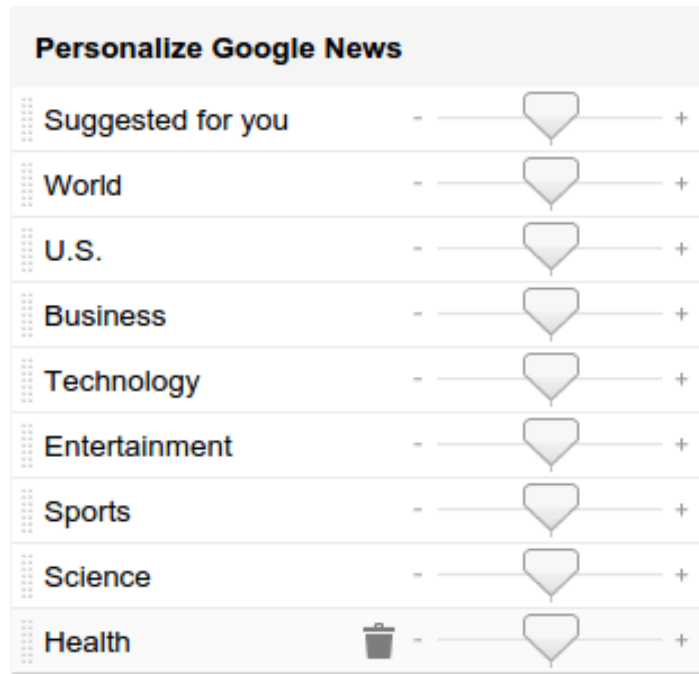 Personalize Google News
Suggested for you - +
World - +
U.S. - +
Business - +
Technology - +
Entertainment - +
Sports - +
Science - +
Health - +